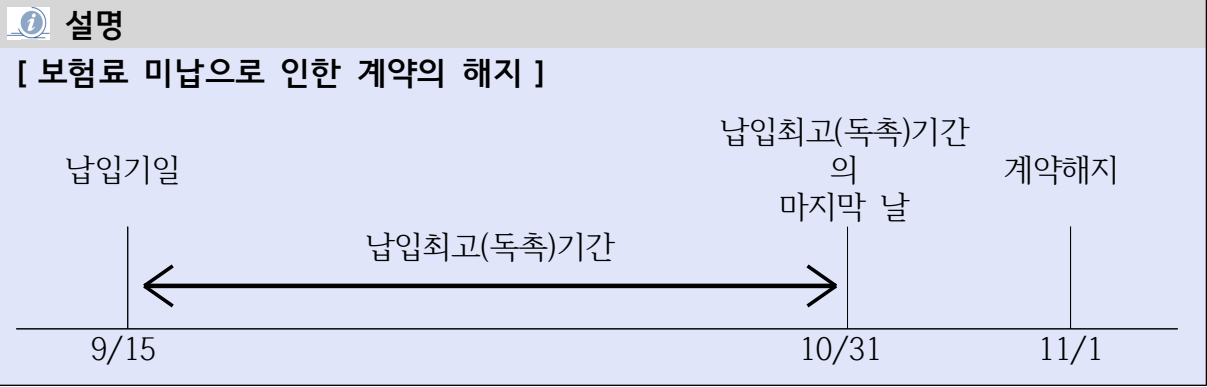 설명
[ 보험료 미납으로 인한 계약의 해지 ]
납입기일
납입최고(독촉)기간
의
마지막 날
계약해지
납입최고(독촉)기간
9/15
10/31
11/1